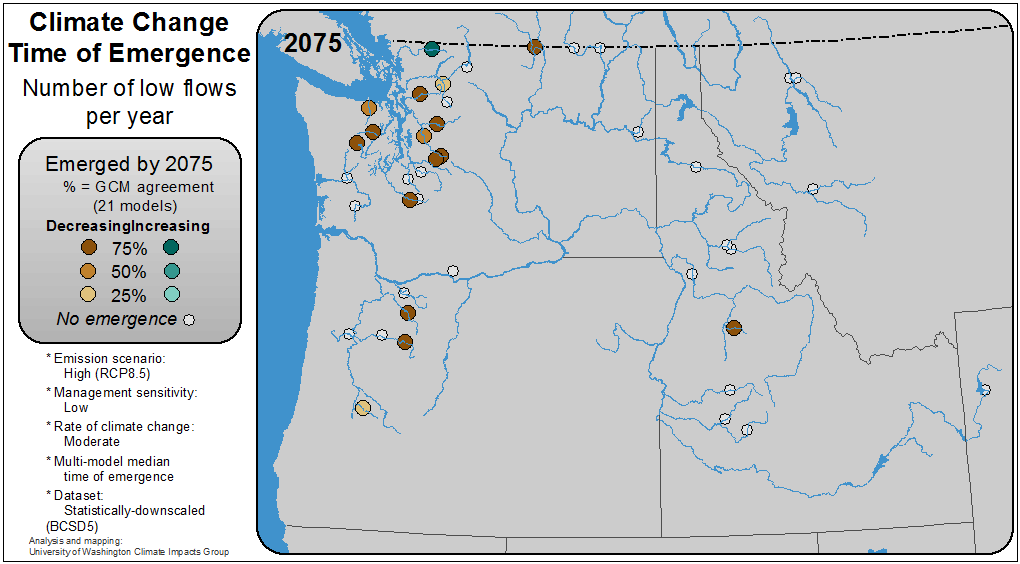 Climate Change
Time of Emergence
Number of low flows
per year
2075
Emerged by 2075
% = GCM agreement
(21 models)
Decreasing Increasing
75%
50%
25%
No emergence
* Emission scenario:
High (RCP8.5)
* Management sensitivity:
Low
* Rate of climate change:
Moderate
* Multi-model median
time of emergence
* Dataset:
Statistically-downscaled
(BCSD5)
Analysis and mapping:
University of Washington Climate Impacts Group